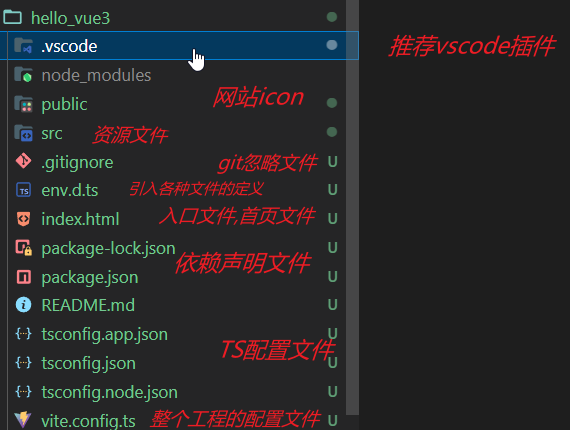 hello_vue3
.vscode 推荐vscode插件
node_modules
public 网站icon
src 资源文件
.gitignore git忽略文件 U
TS env.d.ts 引入各种文件的定义 U
index.html 入口文件,首页文件 U
package-lock.json U
依赖声明文件
package.json U
README.md U
tsconfig.app.json U
TS配置文件
tsconfig.json U
tsconfig.node.json U
vite.config.ts 整个工程的配置文件 U